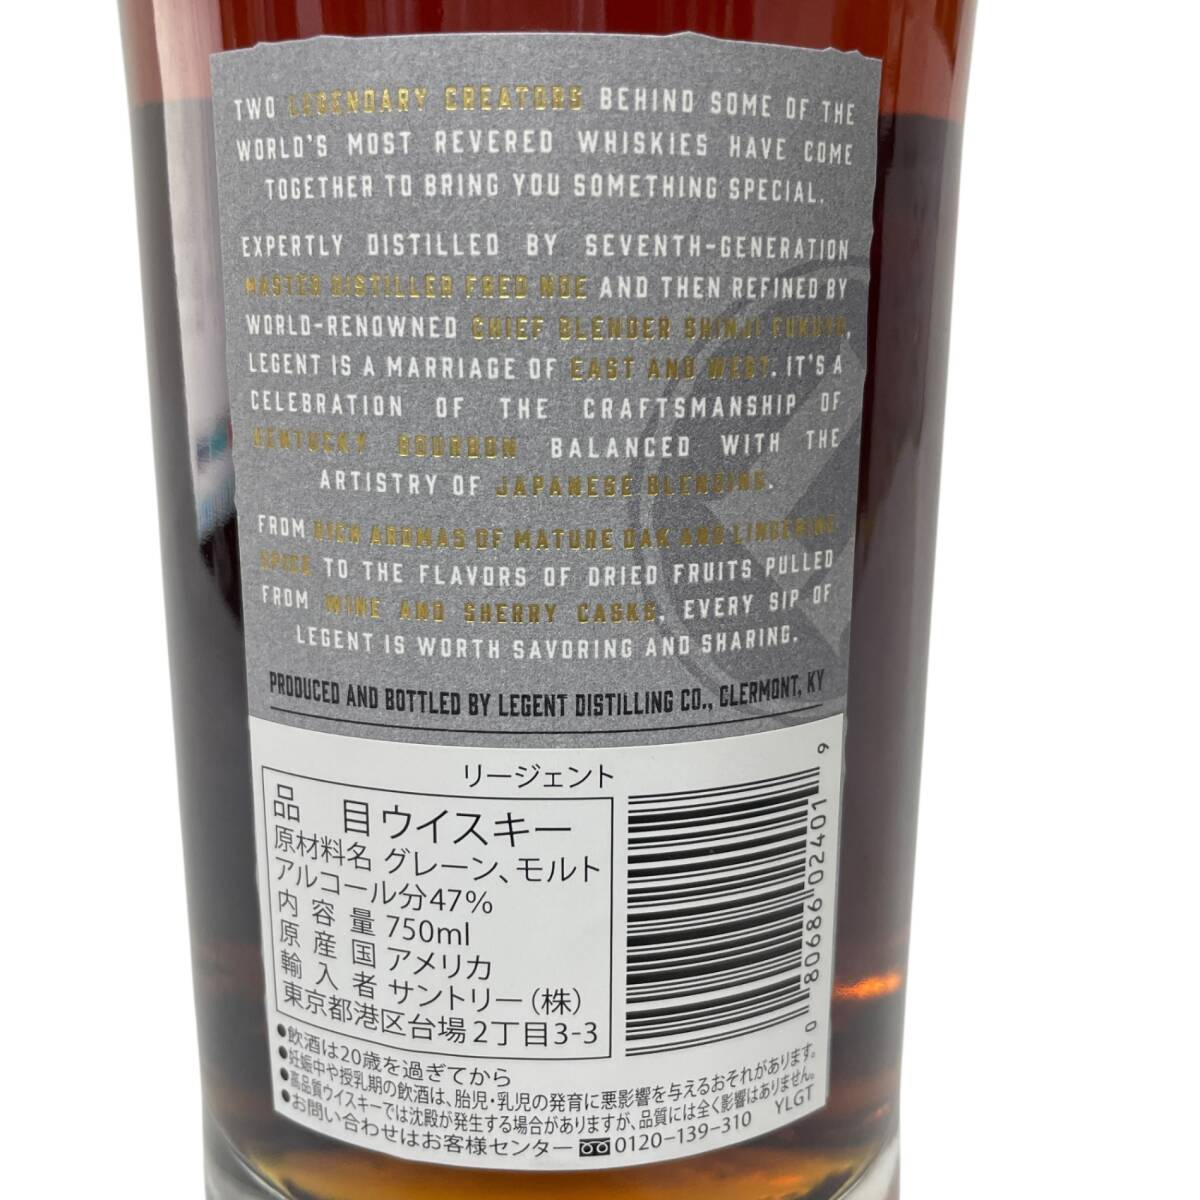 TWO LEGENDARY CREATORS BEHIND SOME OF THE
WORLD'S MOST REVERED WHISKIES HAVE COME
TOGETHER TO BRING YOU SOMETHING SPECIAL.
EXPERTLY DISTILLED BY SEVENTH-GENERATION
MASTER DISTILLER FRED NOE AND THEN REFINED BY
WORLD-RENOWNED CHIEF BLENDER SHINJI FUKUYO,
LEGENT IS A MARRIAGE OF EAST AND WEST. IT'S A
CELEBRATION OF THE CRAFTSMANSHIP OF
KENTUCKY BOURBON BALANCED WITH THE
ARTISTRY OF JAPANESE BLENDING.
FROM RICH AROMAS OF MATURE OAK AND LINGERING
SPICE TO THE FLAVORS OF DRIED FRUITS PULLED
FROM WINE AND SHERRY CASKS, EVERY SIP OF
LEGENT IS WORTH SAVORING AND SHARING.
PRODUCED AND BOTTLED BY LEGENT DISTILLING CO., CLERMONT, KY
リージェント
品目 ウイスキー
原材料名 グレーン、モルト
アルコール分47%
内容量 750ml
原産国 アメリカ
輸入者 サントリー(株)
東京都港区台場2丁目3-3
●飲酒は20歳を過ぎてから
●妊娠中や授乳期の飲酒は、胎児・乳児の発育に悪影響を与えるおそれがあります。
●高品質ウイスキーでは沈殿が発生する場合がありますが、品質には全く影響はありません。
●お問い合わせはお客様センター 0120-139-310 YLGT
0 80686 02401 9